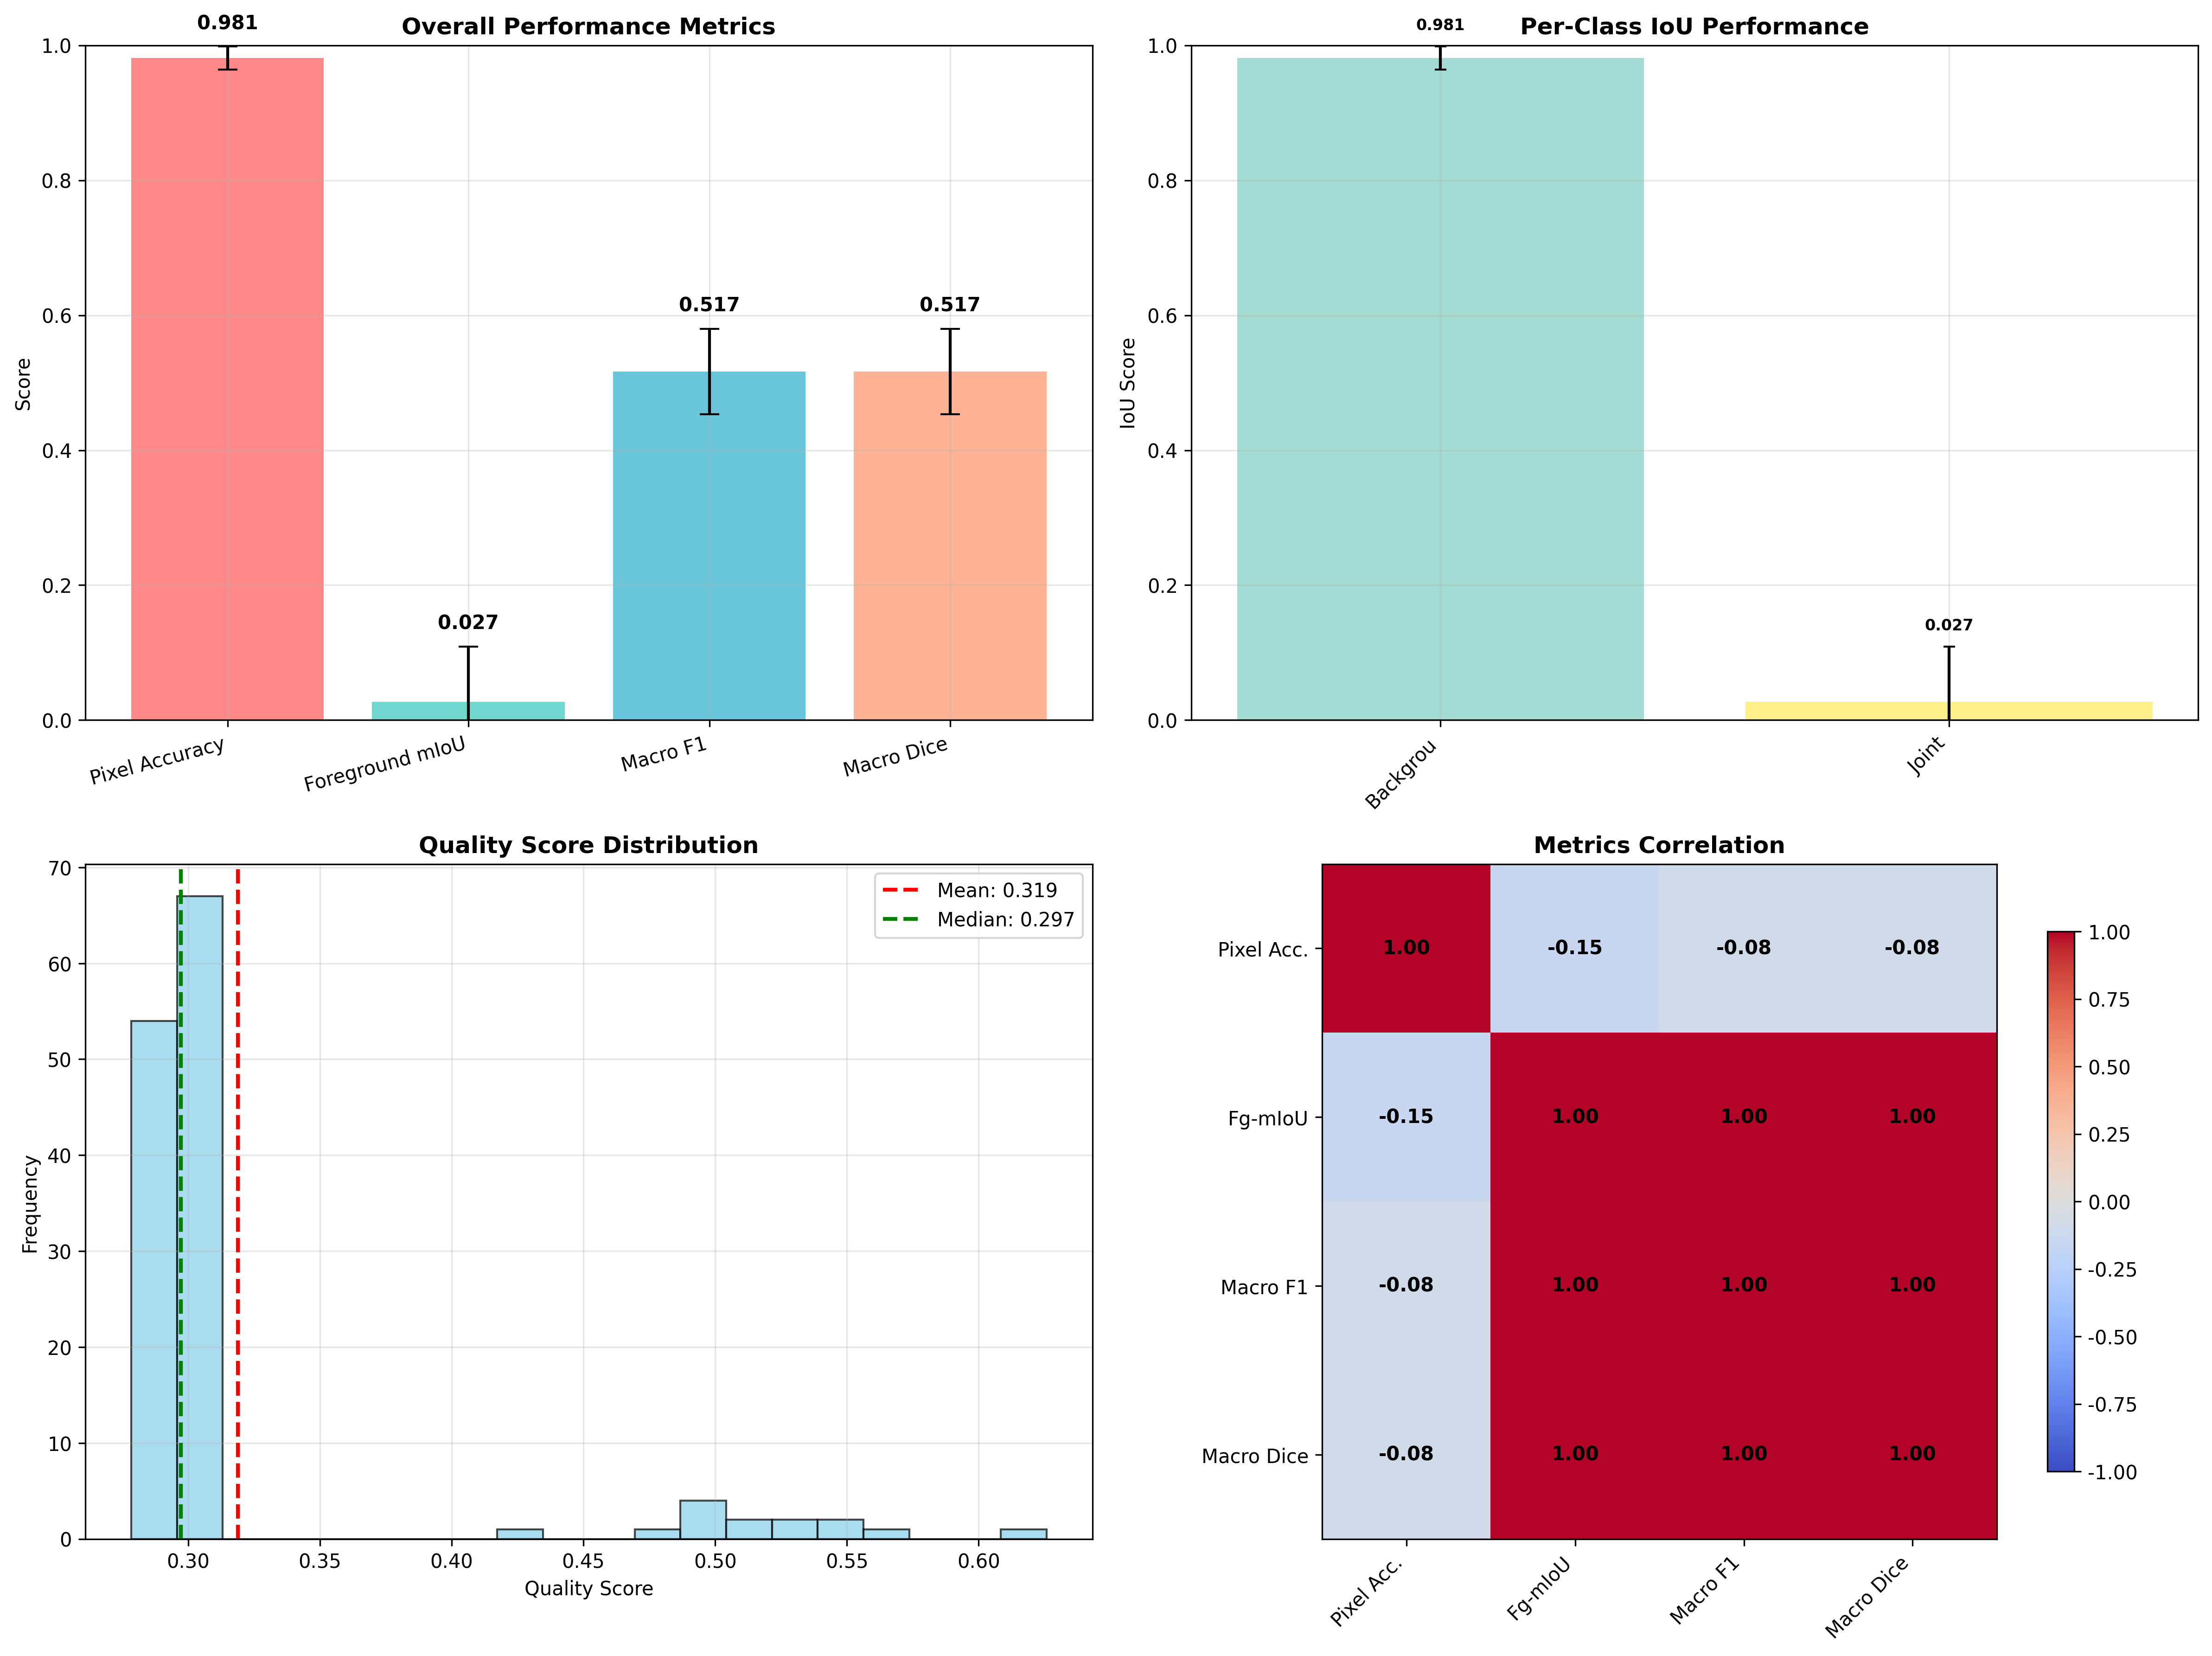 Overall Performance Metrics
0.981
1.0
0.8
0.6
0.4
0.2
0.0
Score
0.027
0.517
0.517
Pixel Accuracy
Foreground mIoU
Macro F1
Macro Dice
Per-Class IoU Performance
0.981
1.0
0.8
0.6
0.4
0.2
0.0
IoU Score
0.027
Backgrou
Joint
Quality Score Distribution
70
60
50
40
30
20
10
0
Frequency
Mean: 0.319
Median: 0.297
0.30 0.35 0.40 0.45 0.50 0.55 0.60
Quality Score
Metrics Correlation
Pixel Acc. 1.00 -0.15 -0.08 -0.08
Fg-mIoU -0.15 1.00 1.00 1.00
Macro F1 -0.08 1.00 1.00 1.00
Macro Dice -0.08 1.00 1.00 1.00
Pixel Acc.
Fg-mIoU
Macro F1
Macro Dice
1.00
0.75
0.50
0.25
0.00
-0.25
-0.50
-0.75
-1.00